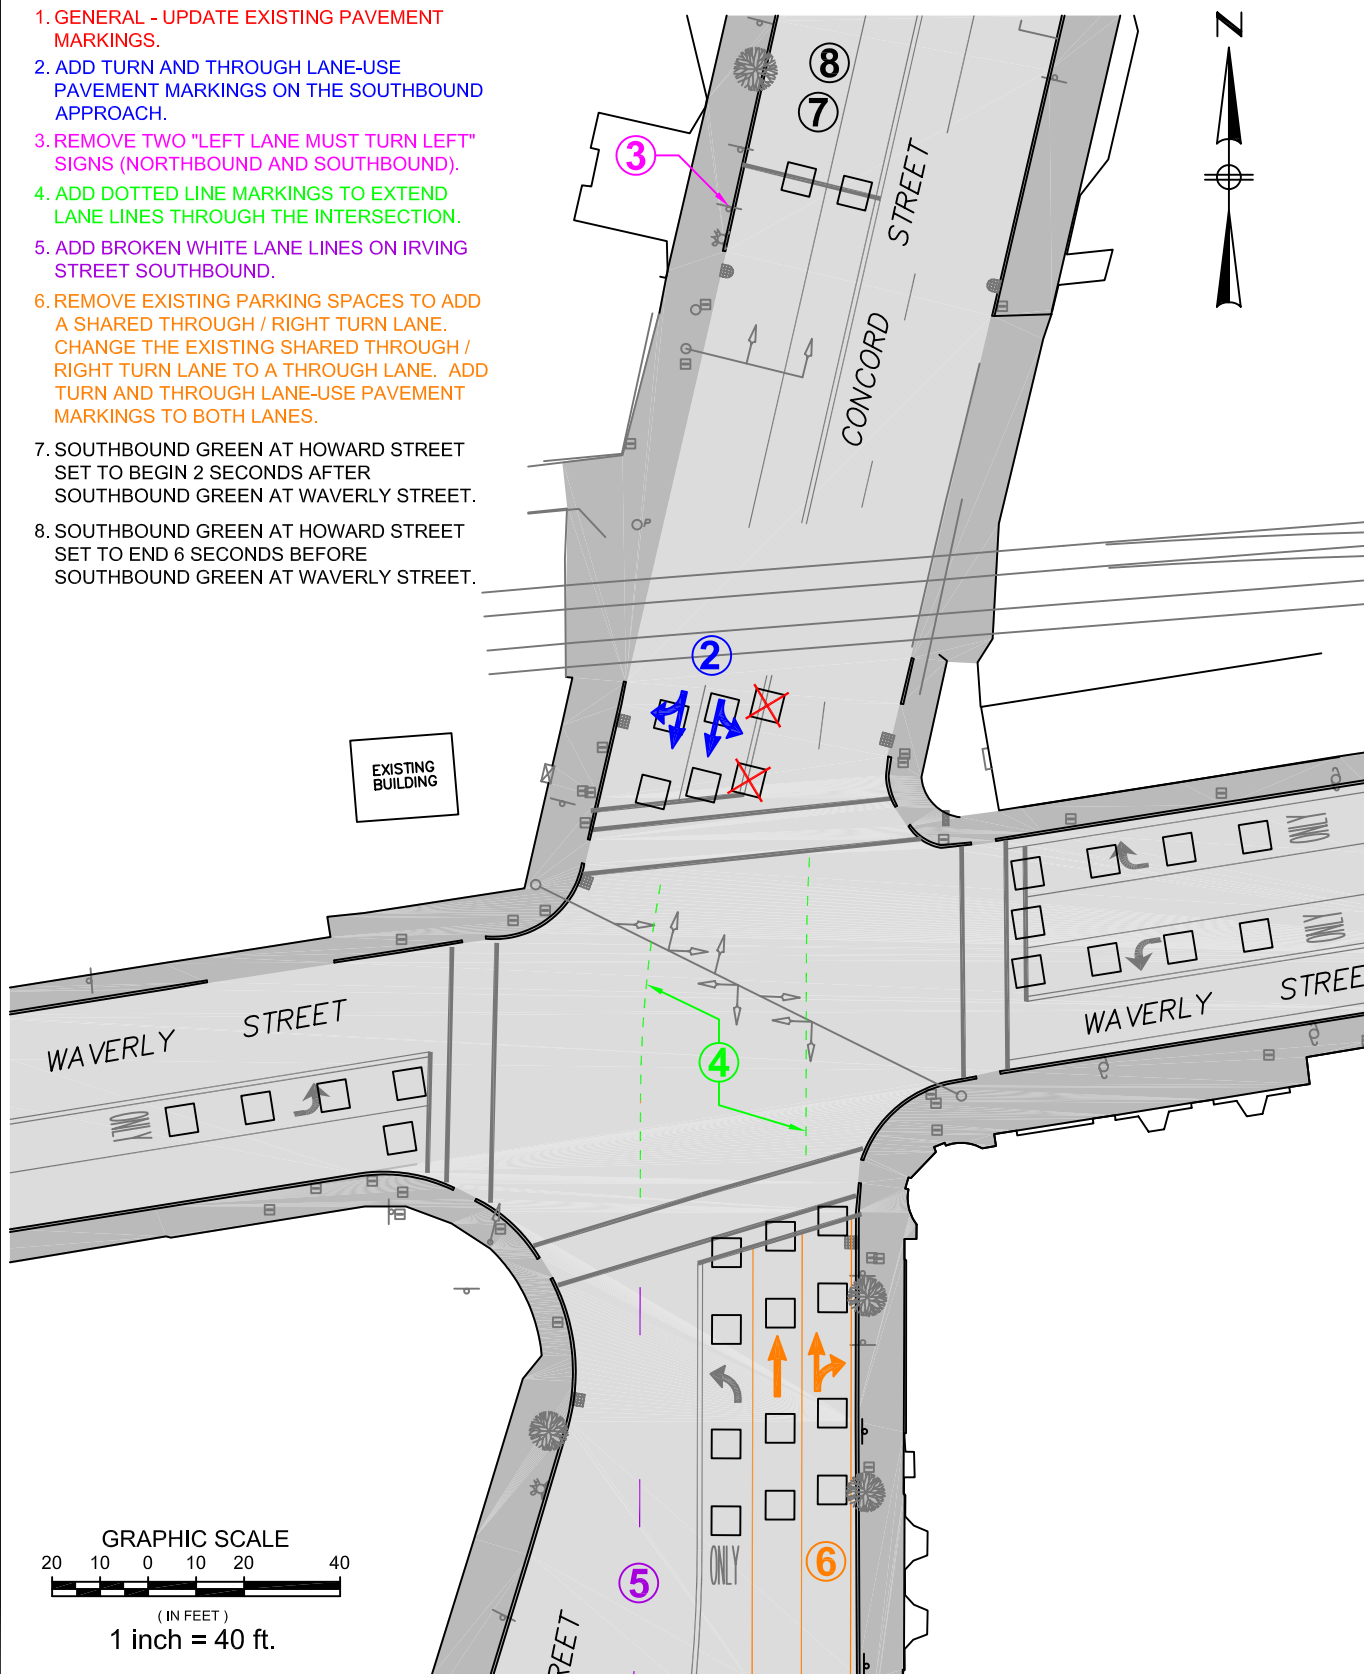 1. GENERAL - UPDATE EXISTING PAVEMENT
MARKINGS.
2. ADD TURN AND THROUGH LANE-USE
PAVEMENT MARKINGS ON THE SOUTHBOUND
APPROACH.
3. REMOVE TWO "LEFT LANE MUST TURN LEFT"
SIGNS (NORTHBOUND AND SOUTHBOUND).
4. ADD DOTTED LINE MARKINGS TO EXTEND
LANE LINES THROUGH THE INTERSECTION.
5. ADD BROKEN WHITE LANE LINES ON IRVING
STREET SOUTHBOUND.
6. REMOVE EXISTING PARKING SPACES TO ADD
A SHARED THROUGH / RIGHT TURN LANE.
CHANGE THE EXISTING SHARED THROUGH /
RIGHT TURN LANE TO A THROUGH LANE. ADD
TURN AND THROUGH LANE-USE PAVEMENT
MARKINGS TO BOTH LANES.
7. SOUTHBOUND GREEN AT HOWARD STREET
SET TO BEGIN 2 SECONDS AFTER
SOUTHBOUND GREEN AT WAVERLY STREET.
8. SOUTHBOUND GREEN AT HOWARD STREET
SET TO END 6 SECONDS BEFORE
SOUTHBOUND GREEN AT WAVERLY STREET.
N
8
7
3
CONCORD STREET
P
2
EXISTING
BUILDING
ONLY
ONLY
WAVERLY STREE
WAVERLY STREET
ONLY
4
ONLY
5
6
REET
GRAPHIC SCALE
20 10 0 10 20 40
( IN FEET )
1 inch = 40 ft.